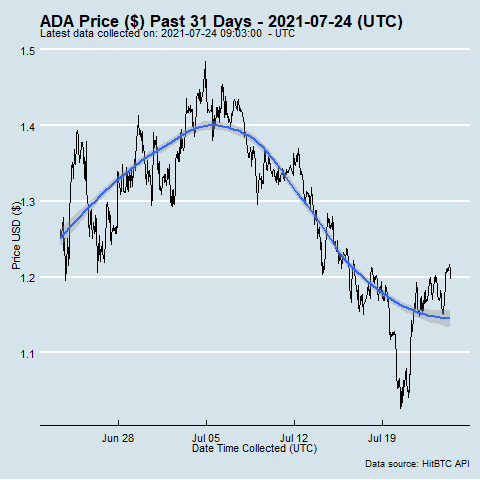 ADA Price ($) Past 31 Days - 2021-07-24 (UTC)
Latest data collected on: 2021-07-24 09:03:00 - UTC
1.5
1.4
1.3
1.2
1.1
Price USD ($)
Jun 28 Jul 05 Jul 12 Jul 19
Date Time Collected (UTC)
Data source: HitBTC API